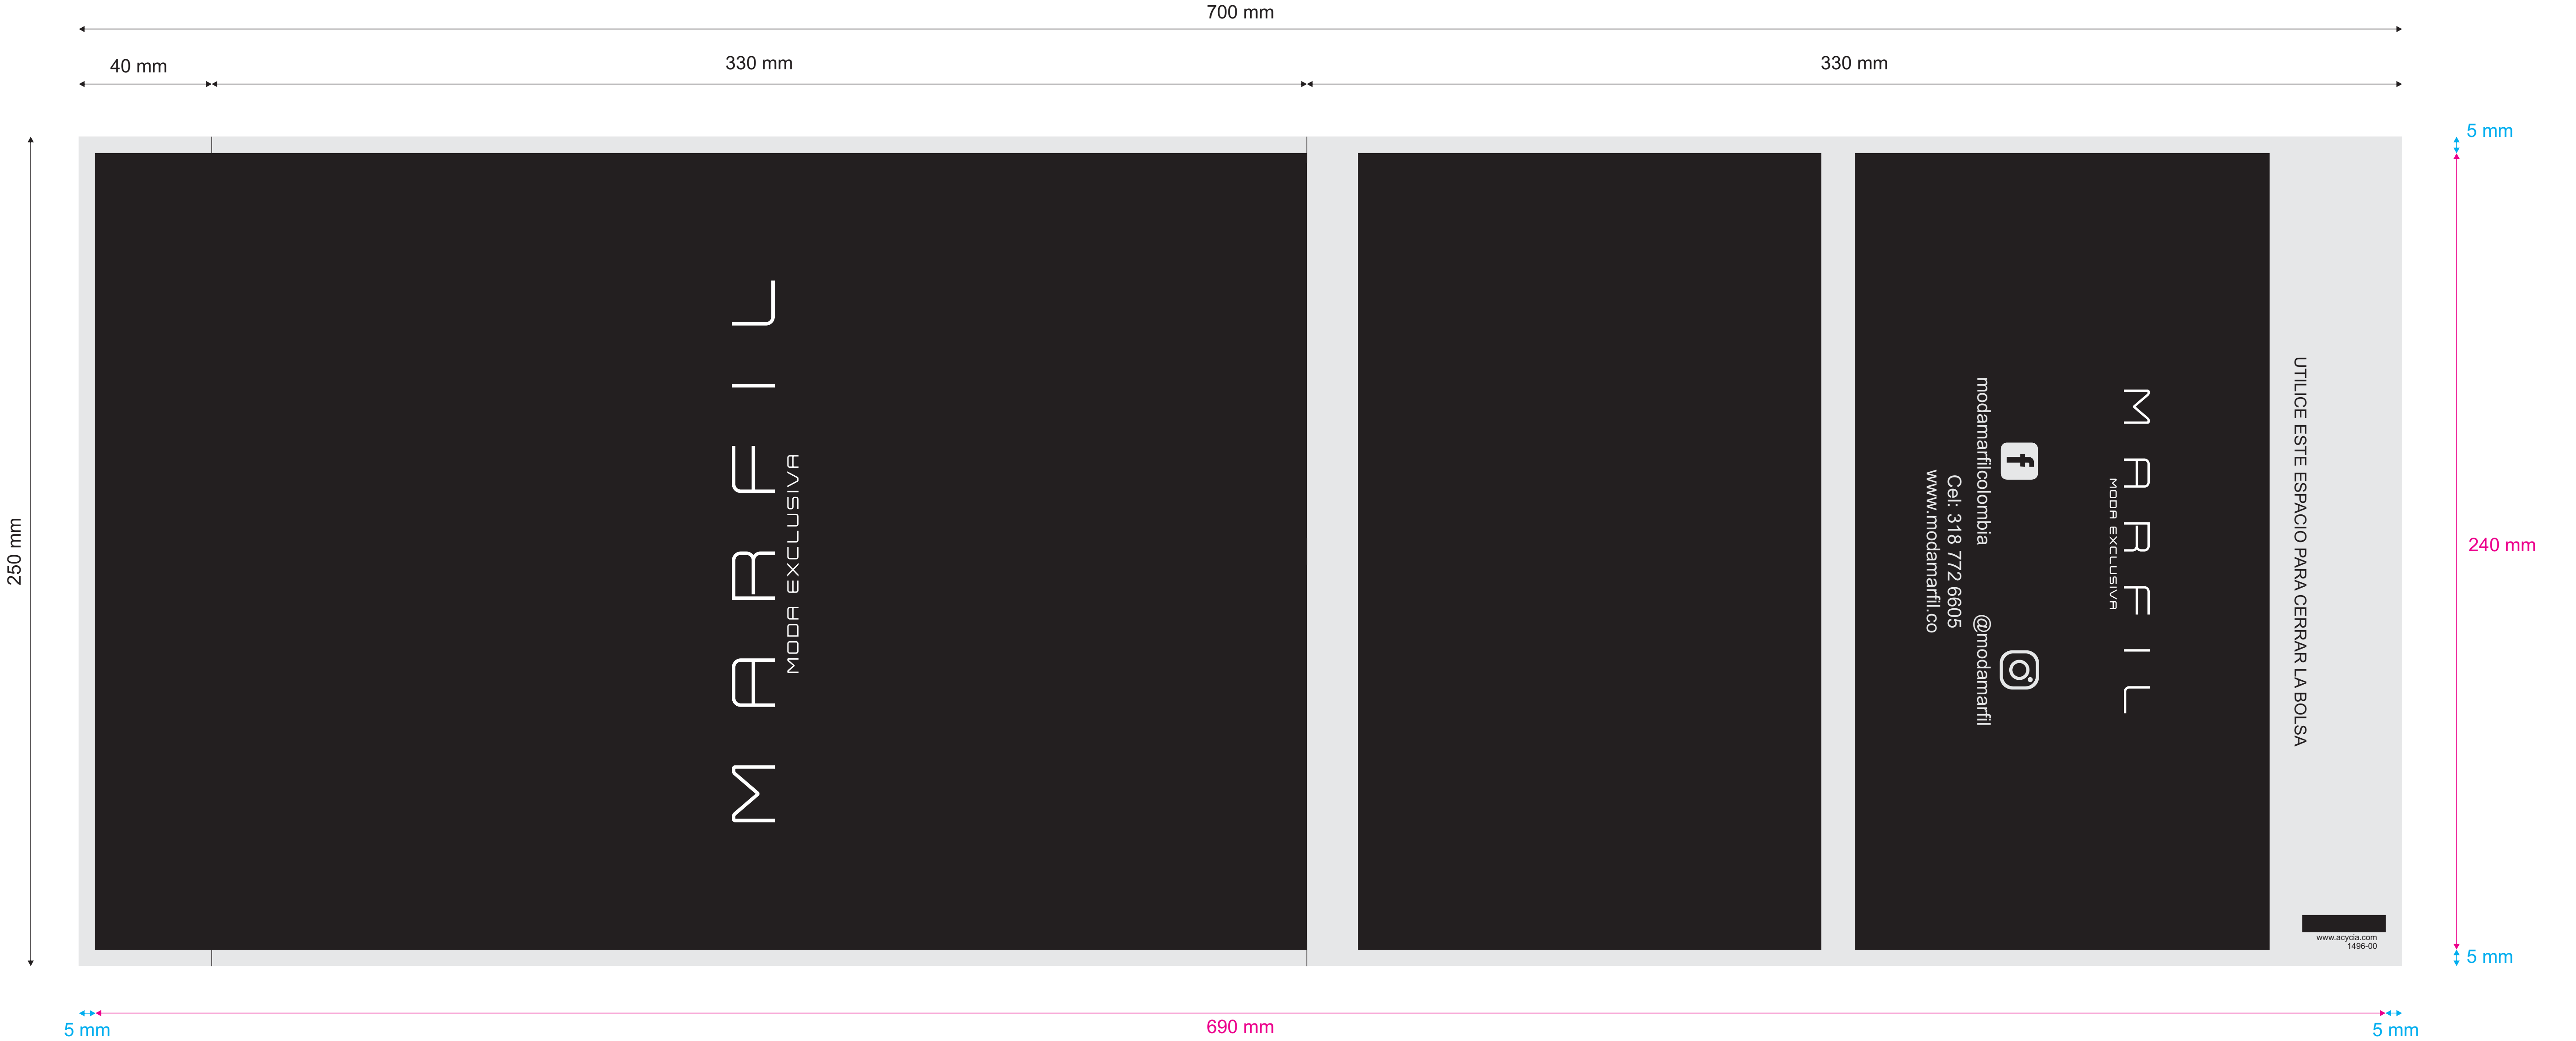 700 mm
40 mm
330 mm
330 mm
5 mm
250 mm
240 mm
MARFIL
MODA EXCLUSIVA
MARFIL
MODA EXCLUSIVA
modamarfilcolombia
@modamarfil
Cel: 318 772 6605
www.modamarfil.co
UTILICE ESTE ESPACIO PARA CERRAR LA BOLSA
www.acycia.com
1496-00
5 mm
5 mm
690 mm
5 mm